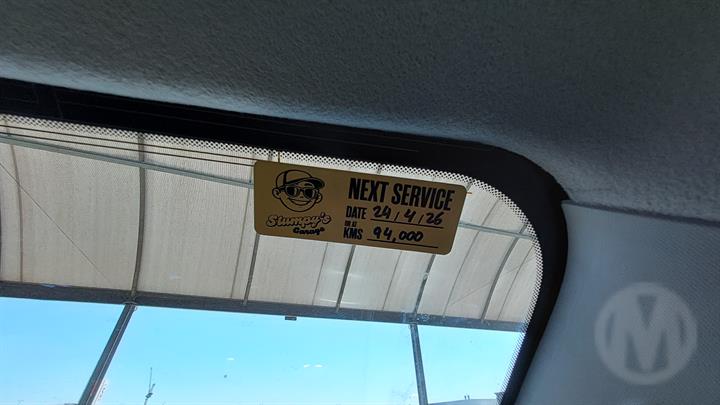 NEXT SERVICE
DATE 24/4/26
OR AT
KMS 94,000
Stumpy's
Garage
M